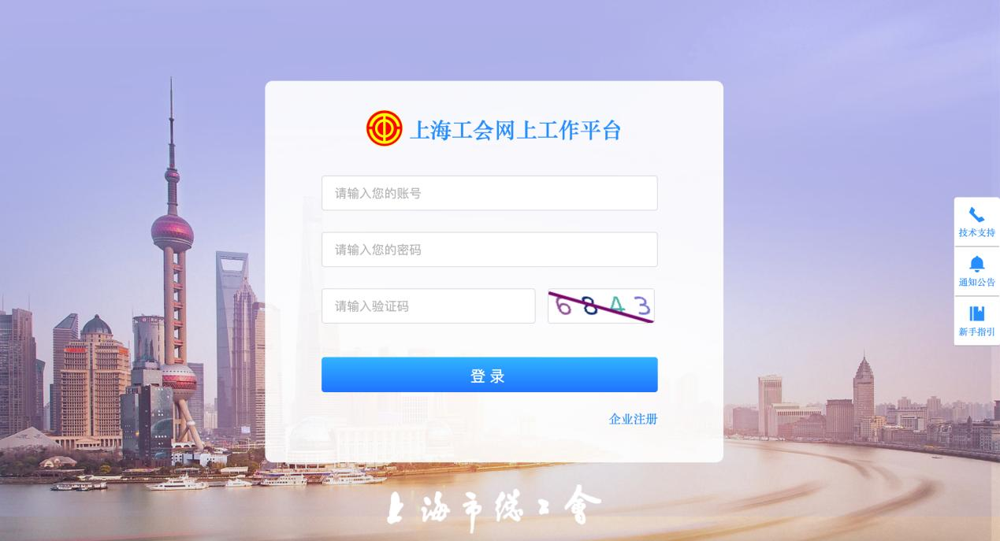 上海工会网上工作平台
请输入您的账号
请输入您的密码
请输入验证码
6843
登录
企业注册
技术支持
通知公告
新手指引
上海市总工會